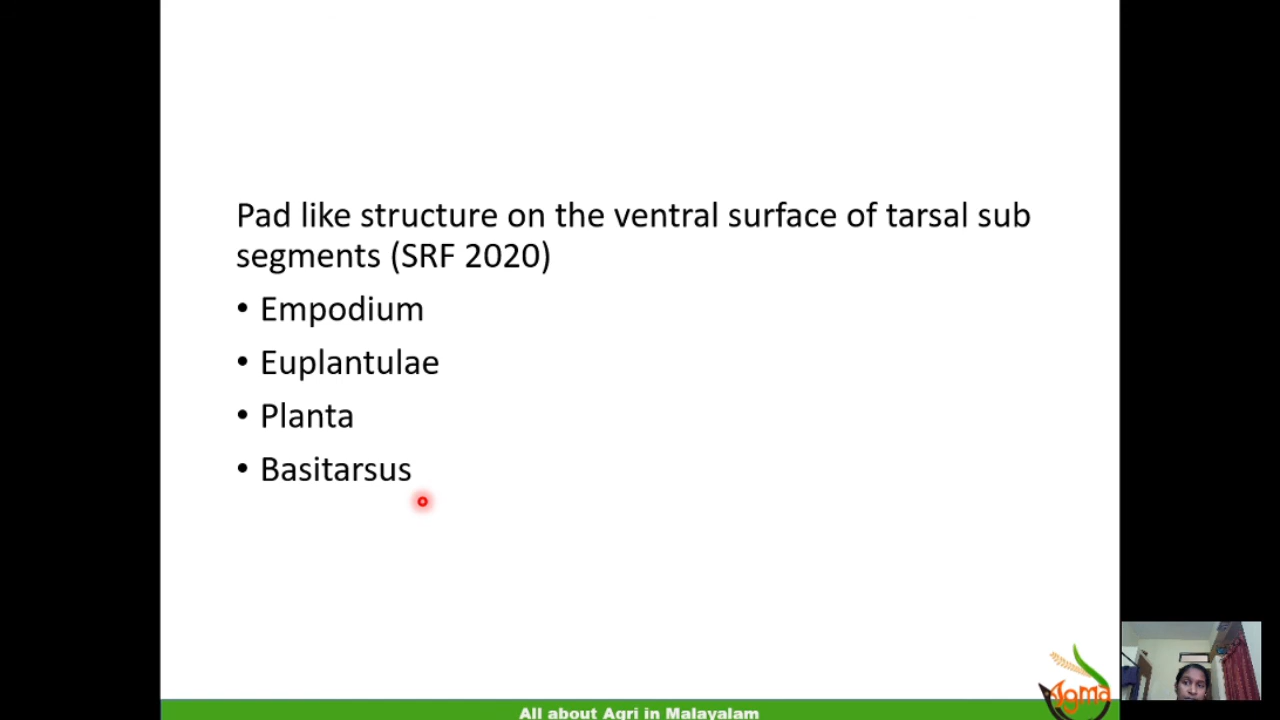 Pad like structure on the ventral surface of tarsal sub
segments (SRF 2020)
• Empodium
• Euplantulae
• Planta
• Basitarsus
Agma
All about Agri in Malayalam